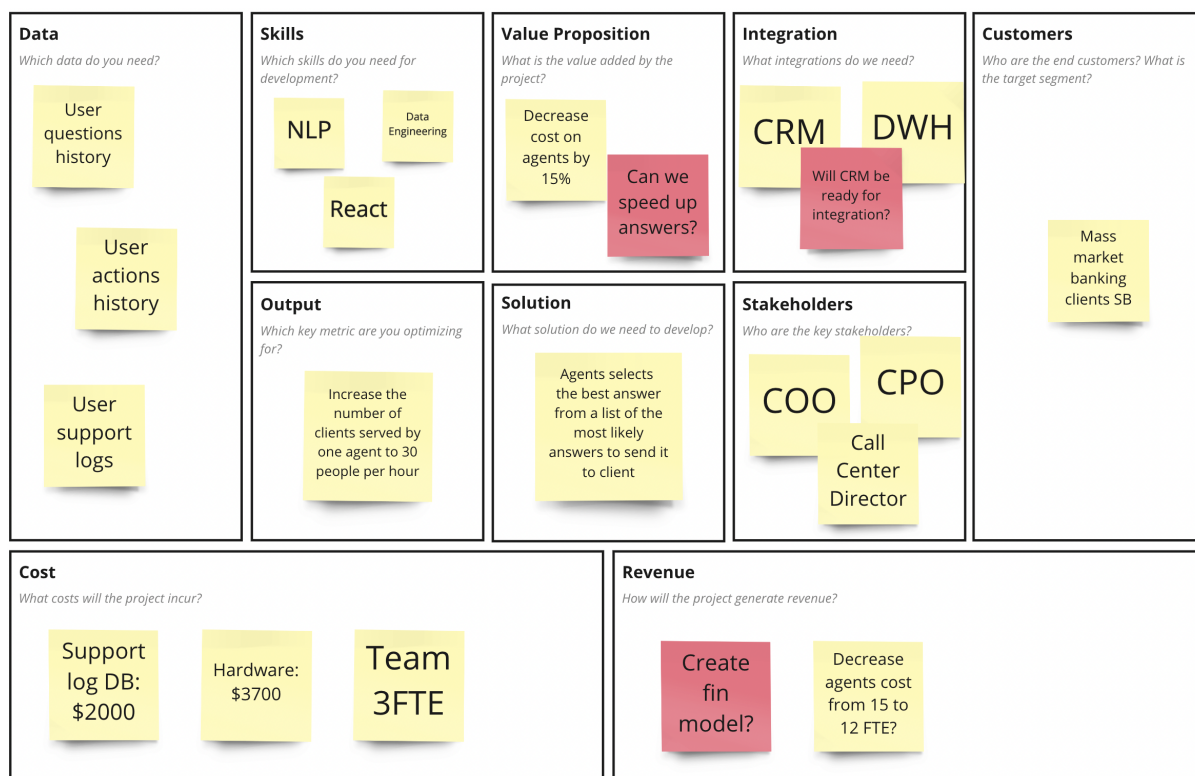 Data
Which data do you need?
User
questions
history
User
actions
history
User
support
logs
Skills
Which skills do you need for
development?
NLP
Data
Engineering
React
Value Proposition
What is the value added by the
project?
Decrease
cost on
agents by
15%
Can we
speed up
answers?
Integration
What integrations do we need?
CRM
DWH
Will CRM be
ready for
integration?
Customers
Who are the end customers? What is
the target segment?
Mass
market
banking
clients SB
Output
Which key metric are you optimizing
for?
Increase the
number of
clients served by
one agent to 30
people per hour
Solution
What solution do we need to develop?
Agents selects
the best answer
from a list of the
most likely
answers to send it
to client
Stakeholders
Who are the key stakeholders?
COO
CPO
Call
Center
Director
Cost
What costs will the project incur?
Support
log DB:
$2000
Hardware:
$3700
Team
3FTE
Revenue
How will the project generate revenue?
Create
fin
model?
Decrease
agents cost
from 15 to
12 FTE?